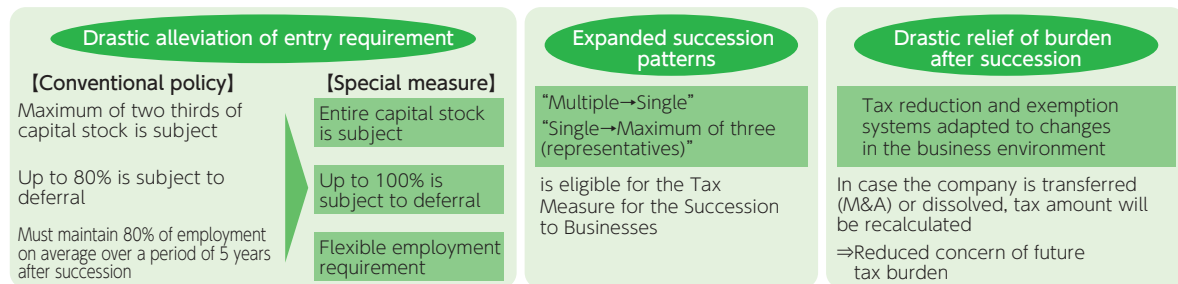 Drastic alleviation of entry requirement
【Conventional policy】
Maximum of two thirds of
capital stock is subject
Up to 80% is subject to
deferral
Must maintain 80% of employment
on average over a period of 5 years
after succession
【Special measure】
Entire capital stock
is subject
Up to 100% is
subject to deferral
Flexible employment
requirement
Expanded succession
patterns
“Multiple→Single”
“Single→Maximum of three
(representatives)”
is eligible for the Tax
Measure for the Succession
to Businesses
Drastic relief of burden
after succession
Tax reduction and exemption
systems adapted to changes
in the business environment
In case the company is transferred
(M&A) or dissolved, tax amount will
be recalculated
⇒Reduced concern of future
tax burden